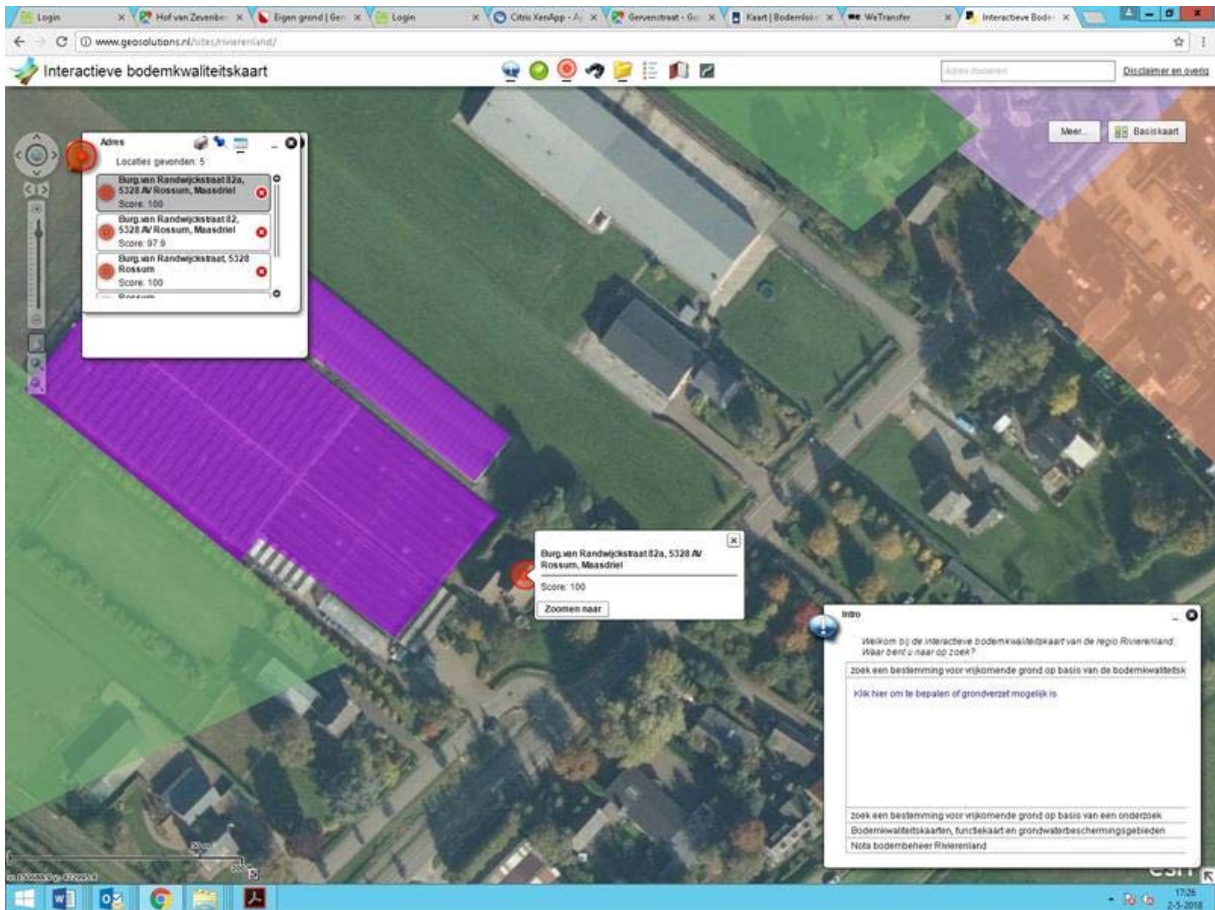 Login
Hof van Zevenber
Eigen grond | Ger
Login
Citrix XenApp - A
Gervenstraat - Go
Kaart | Bodemloke
WeTransfer
Interactieve Boder
www.geosolutions.nl/sites/rivierenland/
Interactieve bodemkwaliteitskaart
Disclaimer en overig
Meer...
Basiskaart
Adres
Locaties gevonden: 5
Burg.van Randwijckstraat 82a,
5328 AV Rossum, Maasdriel
Score: 100
Burg.van Randwijckstraat 82,
5328 AV Rossum, Maasdriel
Score: 97.9
Burg.van Randwijckstraat, 5328
Rossum
Score: 100
Rossum
Burg.van Randwijckstraat 82a, 5328 AV
Rossum, Maasdriel
Score: 100
Zoomen naar
Intro
Welkom bij de interactieve bodemkwaliteitskaart van de regio Rivierenland.
Waar bent u naar op zoek?
zoek een bestemming voor vrijkomende grond op basis van de bodemkwaliteitsk
Klik hier om te bepalen of grondverzet mogelijk is
zoek een bestemming voor vrijkomende grond op basis van een onderzoek
Bodemkwaliteitskaarten, functiekaart en grondwaterbeschermingsgebieden
Nota bodembeheer Rivierenland
50 m
esri
17:26
2-5-2018